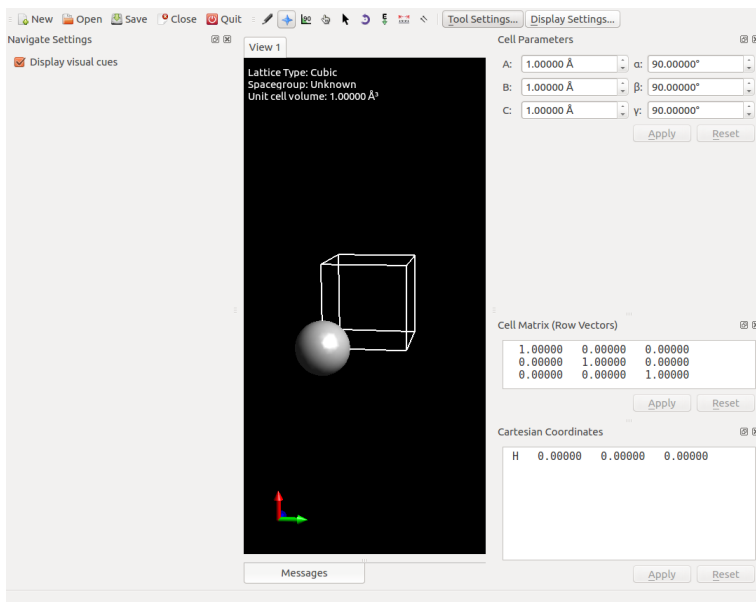 New Open Save Close Quit Tool Settings... Display Settings...
Navigate Settings
Display visual cues
View 1
Lattice Type: Cubic
Spacegroup: Unknown
Unit cell volume: 1.00000 Å³
Messages
Cell Parameters
A: 1.00000 Å α: 90.00000°
B: 1.00000 Å β: 90.00000°
C: 1.00000 Å γ: 90.00000°
Apply Reset
Cell Matrix (Row Vectors)
1.00000 0.00000 0.00000
0.00000 1.00000 0.00000
0.00000 0.00000 1.00000
Apply Reset
Cartesian Coordinates
H 0.00000 0.00000 0.00000
Apply Reset